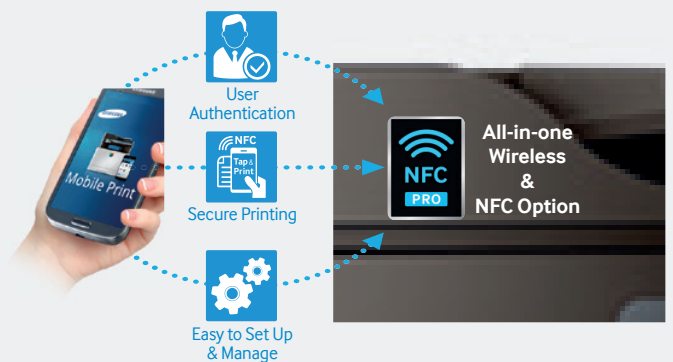 SAMSUNG
Mobile Print
User
Authentication
NFC
Tap &
Print
Secure Printing
Easy to Set Up
& Manage
NFC
PRO
All-in-one
Wireless
&
NFC Option